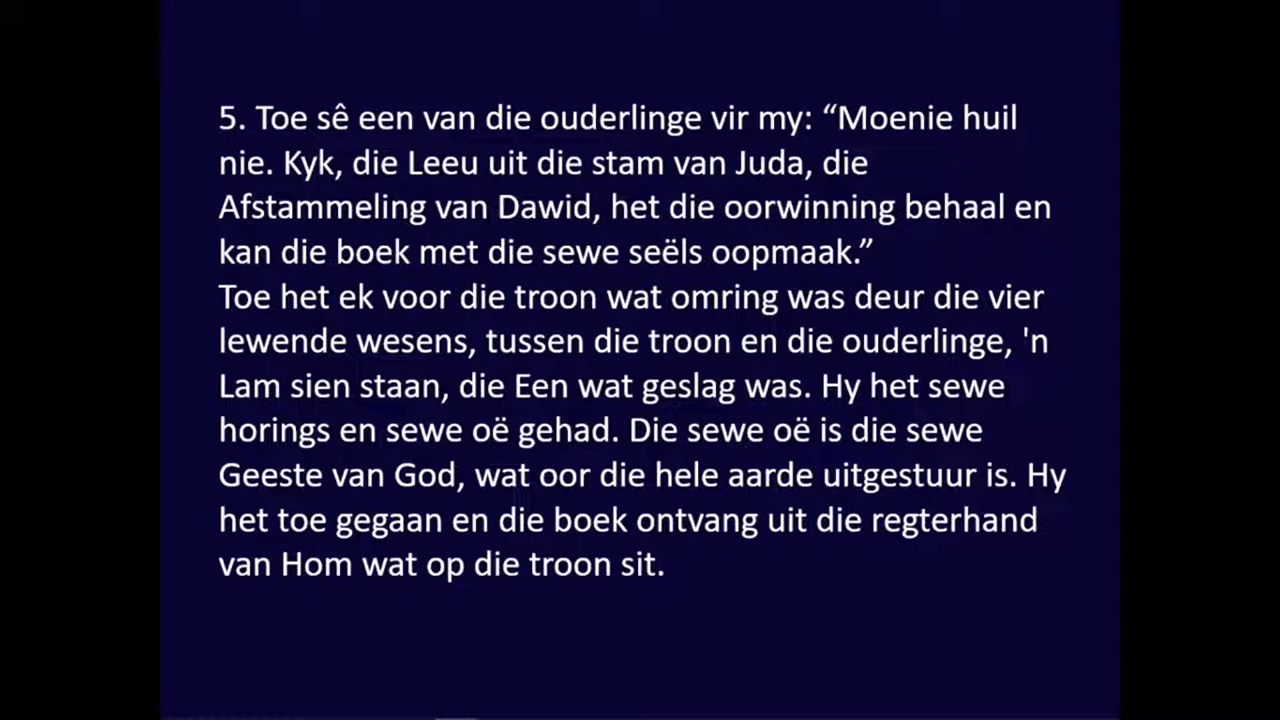 5. Toe sê een van die ouderlinge vir my: “Moenie huil
nie. Kyk, die Leeu uit die stam van Juda, die
Afstammeling van Dawid, het die oorwinning behaal en
kan die boek met die sewe seëls oopmaak.”
Toe het ek voor die troon wat omring was deur die vier
lewende wesens, tussen die troon en die ouderlinge, 'n
Lam sien staan, die Een wat geslag was. Hy het sewe
horings en sewe oë gehad. Die sewe oë is die sewe
Geeste van God, wat oor die hele aarde uitgestuur is. Hy
het toe gegaan en die boek ontvang uit die regterhand
van Hom wat op die troon sit.